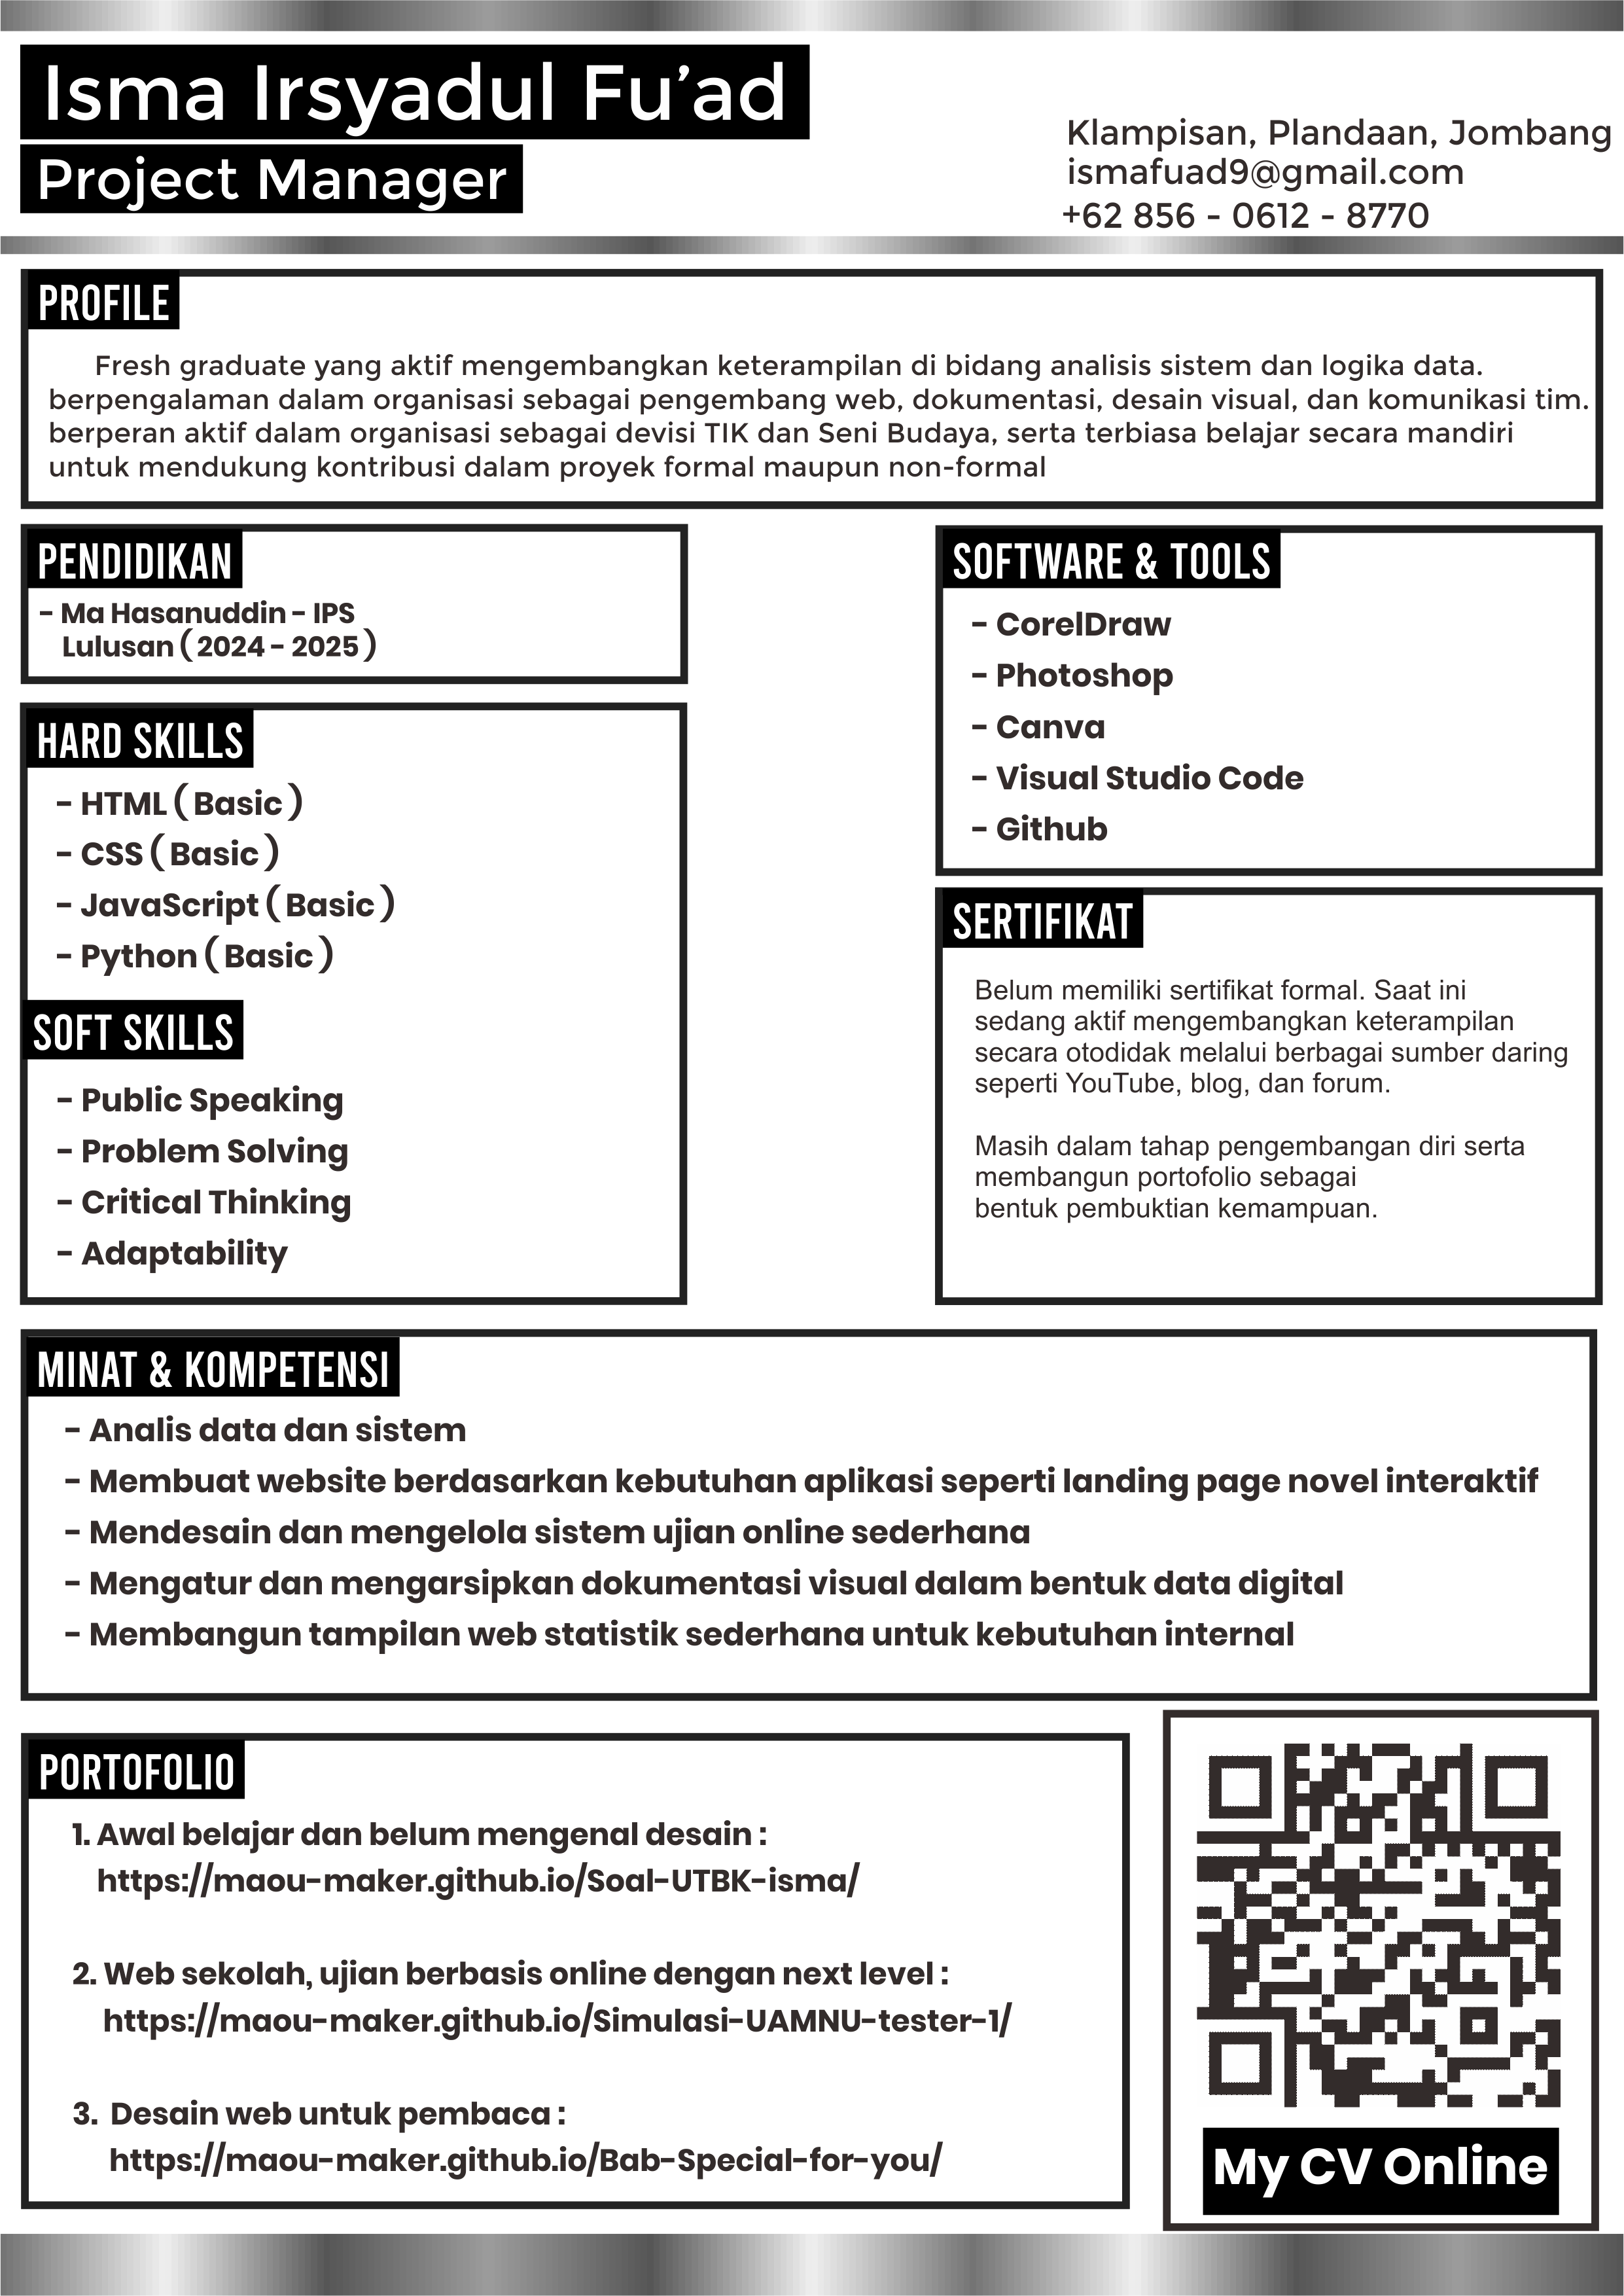 Isma Irsyadul Fu’ad
Project Manager
Klampisan, Plandaan, Jombang
ismafuad9@gmail.com
+62 856 - 0612 - 8770
PROFILE
Fresh graduate yang aktif mengembangkan keterampilan di bidang analisis sistem dan logika data.
berpengalaman dalam organisasi sebagai pengembang web, dokumentasi, desain visual, dan komunikasi tim.
berperan aktif dalam organisasi sebagai devisi TIK dan Seni Budaya, serta terbiasa belajar secara mandiri
untuk mendukung kontribusi dalam proyek formal maupun non-formal
PENDIDIKAN
- Ma Hasanuddin - IPS
Lulusan ( 2024 - 2025 )
HARD SKILLS
- HTML ( Basic )
- CSS ( Basic )
- JavaScript ( Basic )
- Python ( Basic )
SOFT SKILLS
- Public Speaking
- Problem Solving
- Critical Thinking
- Adaptability
SOFTWARE & TOOLS
- CorelDraw
- Photoshop
- Canva
- Visual Studio Code
- Github
SERTIFIKAT
Belum memiliki sertifikat formal. Saat ini
sedang aktif mengembangkan keterampilan
secara otodidak melalui berbagai sumber daring
seperti YouTube, blog, dan forum.
Masih dalam tahap pengembangan diri serta
membangun portofolio sebagai
bentuk pembuktian kemampuan.
MINAT & KOMPETENSI
- Analis data dan sistem
- Membuat website berdasarkan kebutuhan aplikasi seperti landing page novel interaktif
- Mendesain dan mengelola sistem ujian online sederhana
- Mengatur dan mengarsipkan dokumentasi visual dalam bentuk data digital
- Membangun tampilan web statistik sederhana untuk kebutuhan internal
PORTOFOLIO
1. Awal belajar dan belum mengenal desain :
https://maou-maker.github.io/Soal-UTBK-isma/
2. Web sekolah, ujian berbasis online dengan next level :
https://maou-maker.github.io/Simulasi-UAMNU-tester-1/
3. Desain web untuk pembaca :
https://maou-maker.github.io/Bab-Special-for-you/
My CV Online